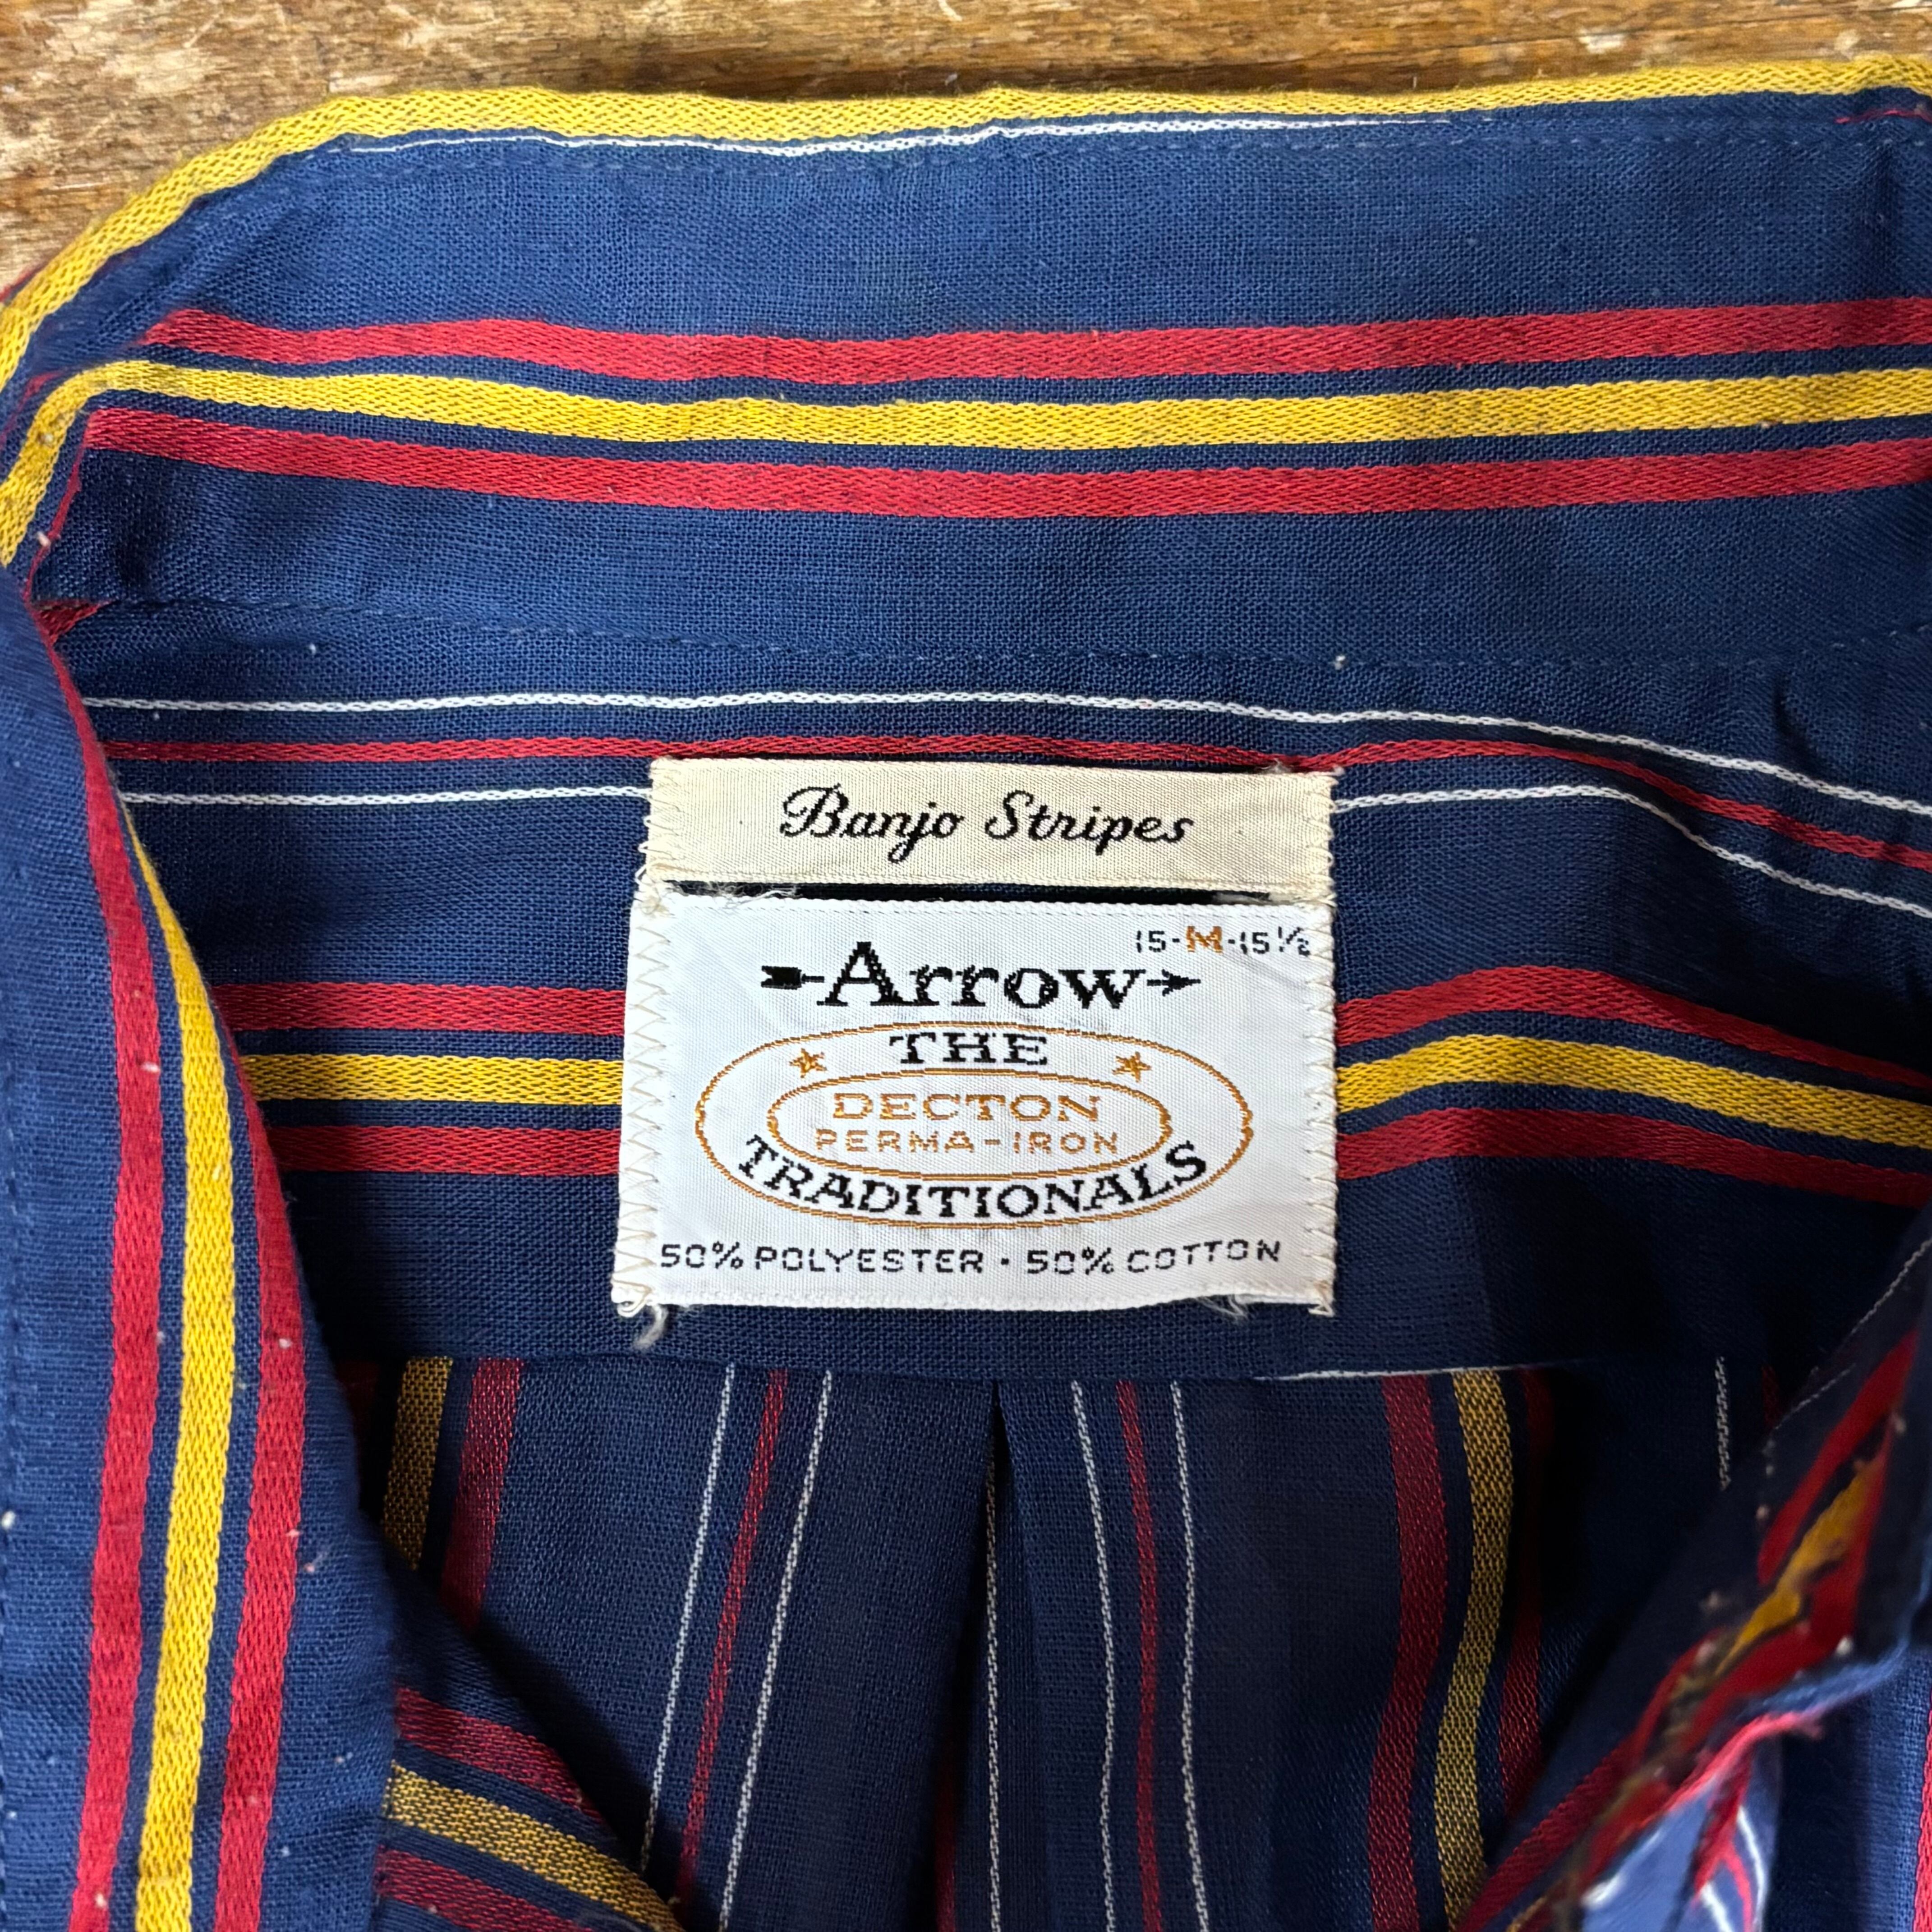 Banjo Stripes
15-M-15½
Arrow
THE
DECTON
PERMA-IRON
TRADITIONALS
50% POLYESTER · 50% COTTON